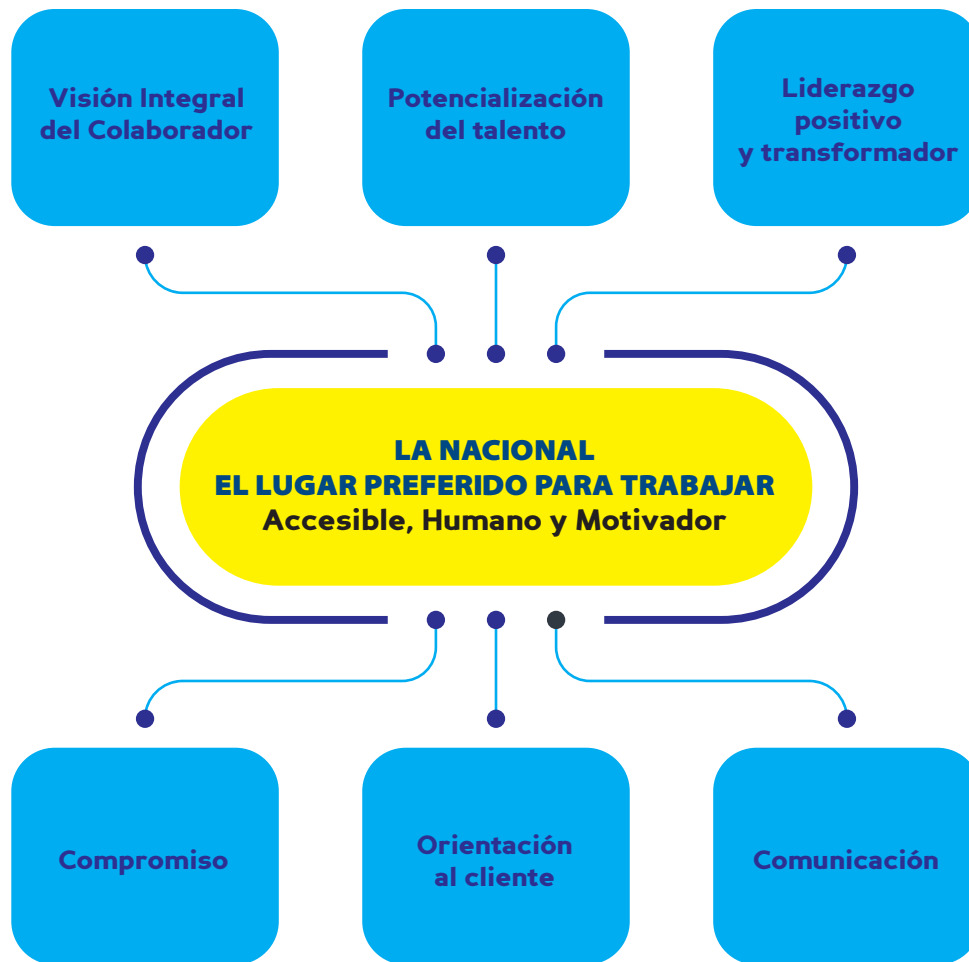 Visión Integral
del Colaborador
Potencialización
del talento
Liderazgo
positivo
y transformador
LA NACIONAL
EL LUGAR PREFERIDO PARA TRABAJAR
Accesible, Humano y Motivador
Compromiso
Orientación
al cliente
Comunicación